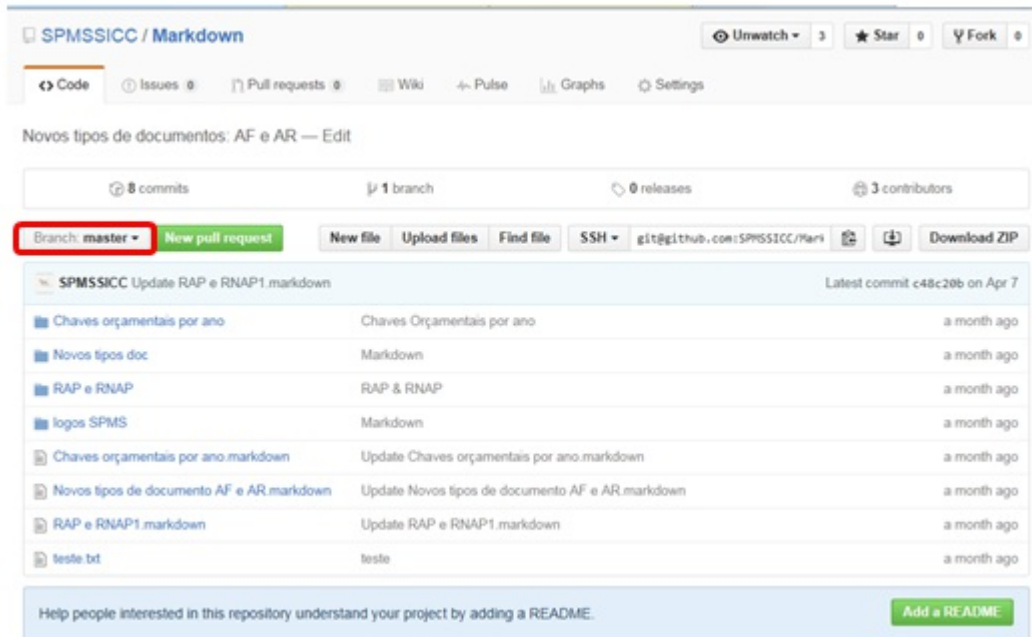 SPMSSICC / Markdown Unwatch 3 Star 0 Fork 0
Code Issues 0 Pull requests 0 Wiki Pulse Graphs Settings
Novos tipos de documentos: AF e AR — Edit
8 commits 1 branch 0 releases 3 contributors
Branch: master New pull request New file Upload files Find file SSH git@github.com:SPMSSICC/Mark Download ZIP
SPMSSICC Update RAP e RNAP1.markdown Latest commit c48c20b on Apr 7
Chaves orçamentais por ano Chaves Orçamentais por ano a month ago
Novos tipos doc Markdown a month ago
RAP e RNAP RAP & RNAP a month ago
logos SPMS Markdown a month ago
Chaves orçamentais por ano.markdown Update Chaves orçamentais por ano.markdown a month ago
Novos tipos de documento AF e AR.markdown Update Novos tipos de documento AF e AR.markdown a month ago
RAP e RNAP1.markdown Update RAP e RNAP1.markdown a month ago
teste.txt teste a month ago
Help people interested in this repository understand your project by adding a README. Add a README